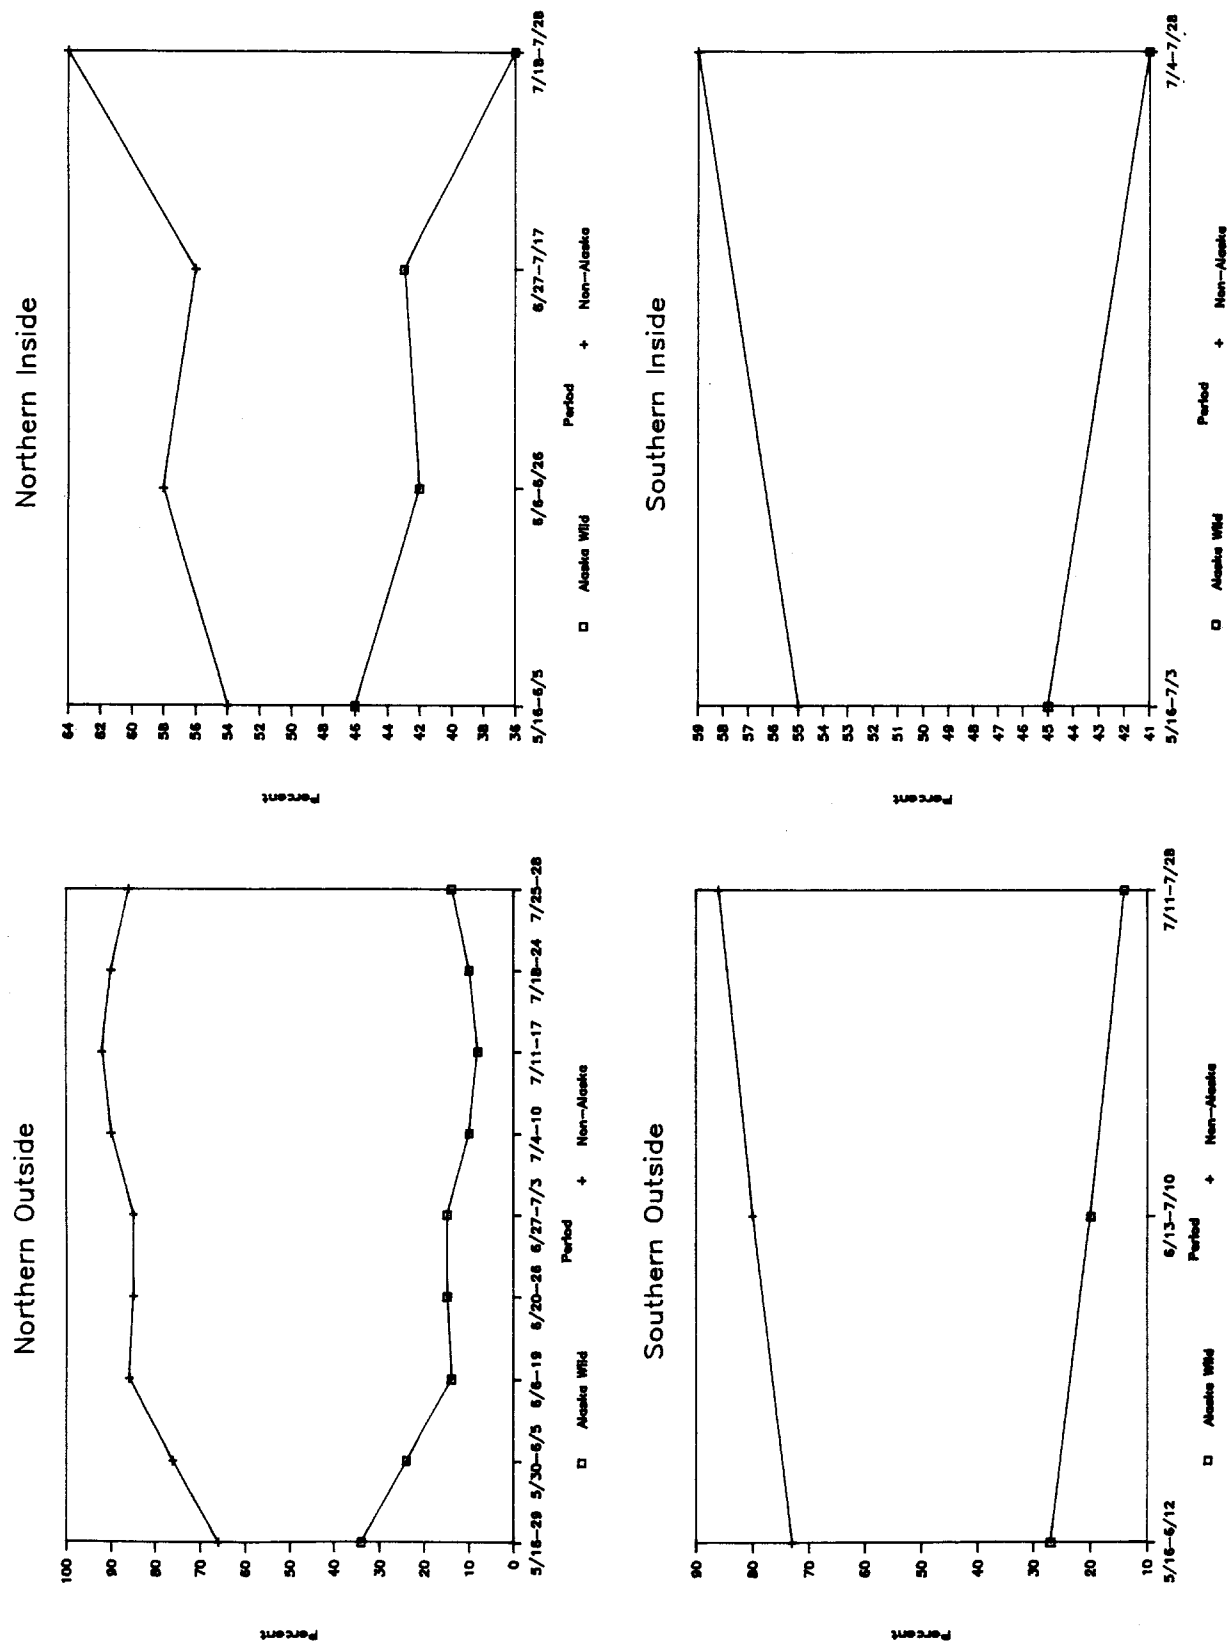 Northern Outside
Percent
100
90
80
70
60
50
40
30
20
10
0
5/16-29 5/30-6/5 6/6-19 6/20-26 6/27-7/3 7/4-10 7/11-17 7/18-24 7/25-28
Period
□ Alaska Wild + Non-Alaska
Northern Inside
Percent
64
62
60
58
56
54
52
50
48
46
44
42
40
38
36
5/16-6/5 6/6-6/26 6/27-7/17 7/18-7/28
Period
□ Alaska Wild + Non-Alaska
Southern Outside
Percent
90
80
70
60
50
40
30
20
10
5/16-6/12 6/13-7/10 7/11-7/28
Period
□ Alaska Wild + Non-Alaska
Southern Inside
Percent
59
58
57
56
55
54
53
52
51
50
49
48
47
46
45
44
43
42
41
5/16-7/3 7/4-7/28
Period
□ Alaska Wild + Non-Alaska